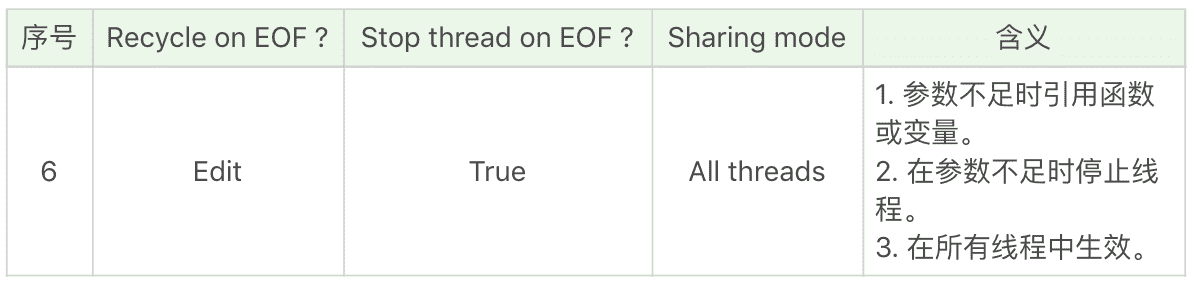 序号 Recycle on EOF ? Stop thread on EOF ? Sharing mode 含义
6 Edit True All threads
1. 参数不足时引用函数
或变量。
2. 在参数不足时停止线
程。
3. 在所有线程中生效。